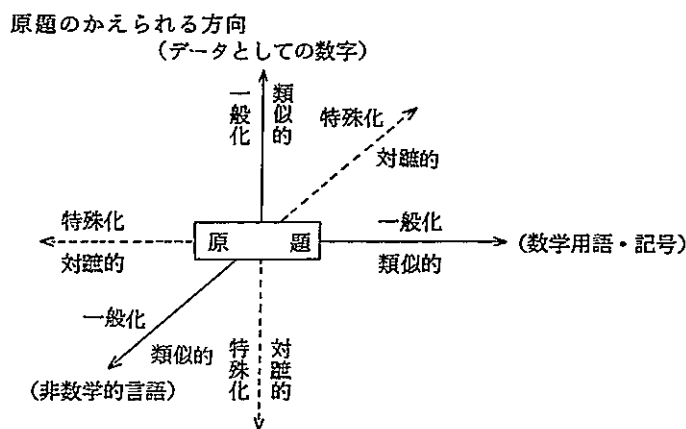 原題のかえられる方向
(データとしての数字)
一般化
類似的
特殊化
対蹠的
特殊化
対蹠的
原 題
一般化
類似的
(数学用語・記号)
一般化
類似的
(非数学的言語)
特殊化
対蹠的